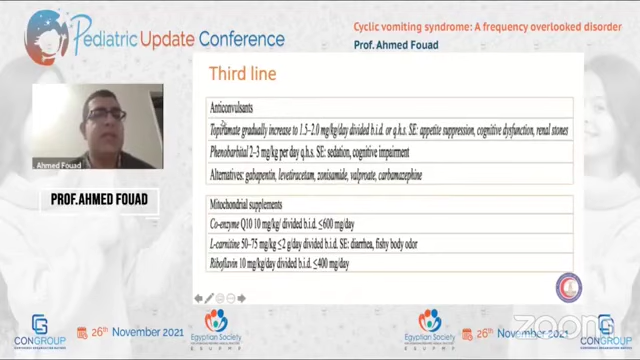 Pediatric Update Conference
Cyclic vomiting syndrome: A frequency overlooked disorder
Prof. Ahmed Fouad
Third line
Anticonvulsants
Topiramate gradually increase to 1.5–2.0 mg/kg/day divided b.i.d. or q.h.s. SE: appetite suppression, cognitive dysfunction, renal stones
Phenobarbital 2–3 mg/kg per day q.h.s. SE: sedation, cognitive impairment
Alternatives: gabapentin, levetiracetam, zonisamide, valproate, carbamazephine
Mitochondrial supplements
Co-enzyme Q10 10 mg/kg/ divided b.i.d. ≤600 mg/day
L-carnitine 50–75 mg/kg ≤2 g/day divided b.i.d. SE: diarrhea, fishy body odor
Riboflavin 10 mg/kg/day divided b.i.d. ≤400 mg/day
Ahmed Fouad
PROF.AHMED FOUAD
CONGROUP
26th November 2021
Egyptian Society
Egyptian Society
26th November 2021
CONGROUP
zoom